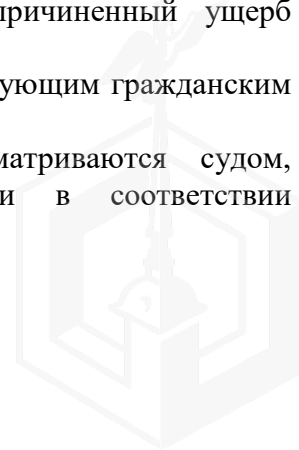 причиненный ущерб
ующим гражданским
матриваются судом,
и в соответствии